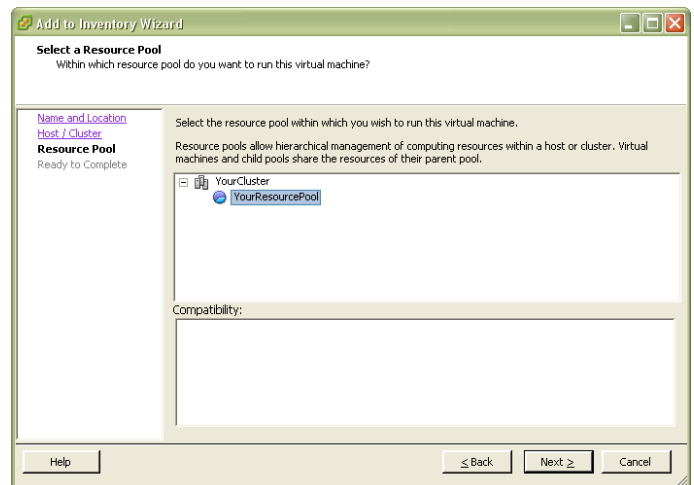 Add to Inventory Wizard
Select a Resource Pool
Within which resource pool do you want to run this virtual machine?
Name and Location
Host / Cluster
Resource Pool
Ready to Complete
Select the resource pool within which you wish to run this virtual machine.
Resource pools allow hierarchical management of computing resources within a host or cluster. Virtual
machines and child pools share the resources of their parent pool.
YourCluster
YourResourcePool
Compatibility:
Help
≤ Back
Next ≥
Cancel